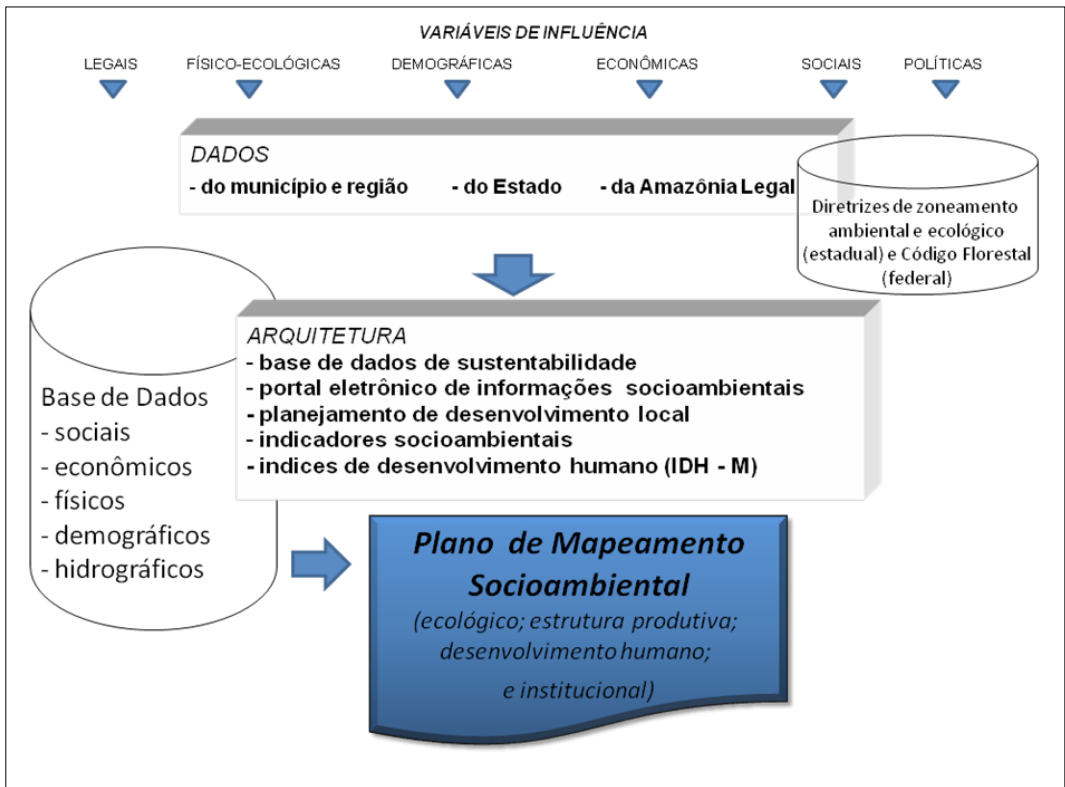 VARIÁVEIS DE INFLUÊNCIA
LEGAIS FÍSICO-ECOLÓGICAS DEMOGRÁFICAS ECONÔMICAS SOCIAIS POLÍTICAS
DADOS
- do município e região - do Estado - da Amazônia Legal
Diretrizes de zoneamento
ambiental e ecológico
(estadual) e Código Florestal
(federal)
ARQUITETURA
- base de dados de sustentabilidade
- portal eletrônico de informações socioambientais
- planejamento de desenvolvimento local
- indicadores socioambientais
- indices de desenvolvimento humano (IDH - M)
Base de Dados
- sociais
- econômicos
- físicos
- demográficos
- hidrográficos
Plano de Mapeamento
Socioambiental
(ecológico; estrutura produtiva;
desenvolvimento humano;
e institucional)